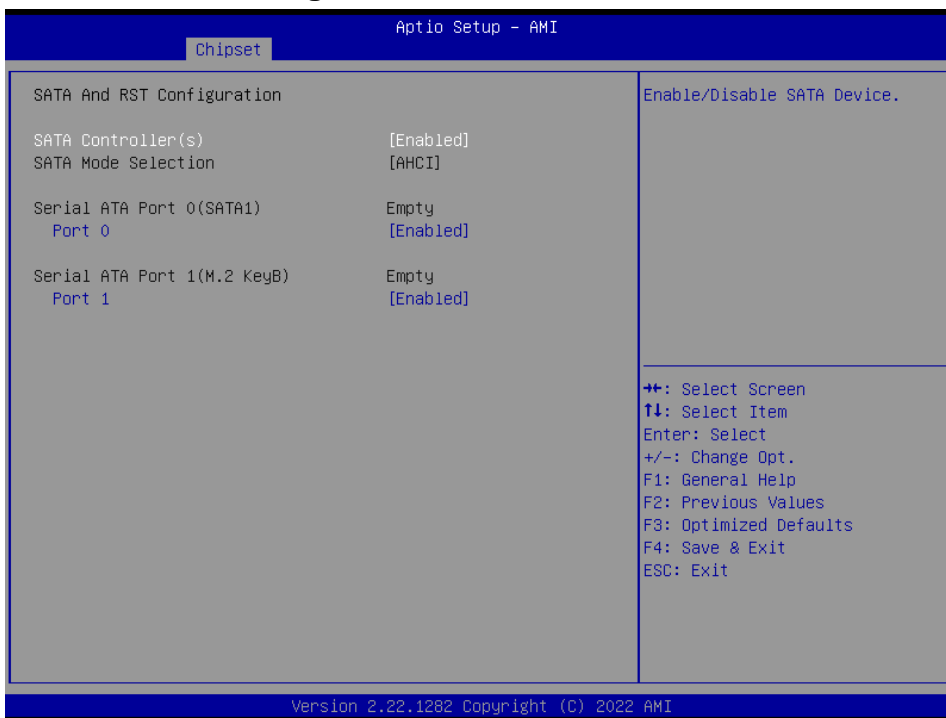 Aptio Setup – AMI
Chipset
SATA And RST Configuration
SATA Controller(s) [Enabled]
SATA Mode Selection [AHCI]
Serial ATA Port 0(SATA1) Empty
Port 0 [Enabled]
Serial ATA Port 1(M.2 KeyB) Empty
Port 1 [Enabled]
Enable/Disable SATA Device.
→←: Select Screen
↑↓: Select Item
Enter: Select
+/-: Change Opt.
F1: General Help
F2: Previous Values
F3: Optimized Defaults
F4: Save & Exit
ESC: Exit
Version 2.22.1282 Copyright (C) 2022 AMI